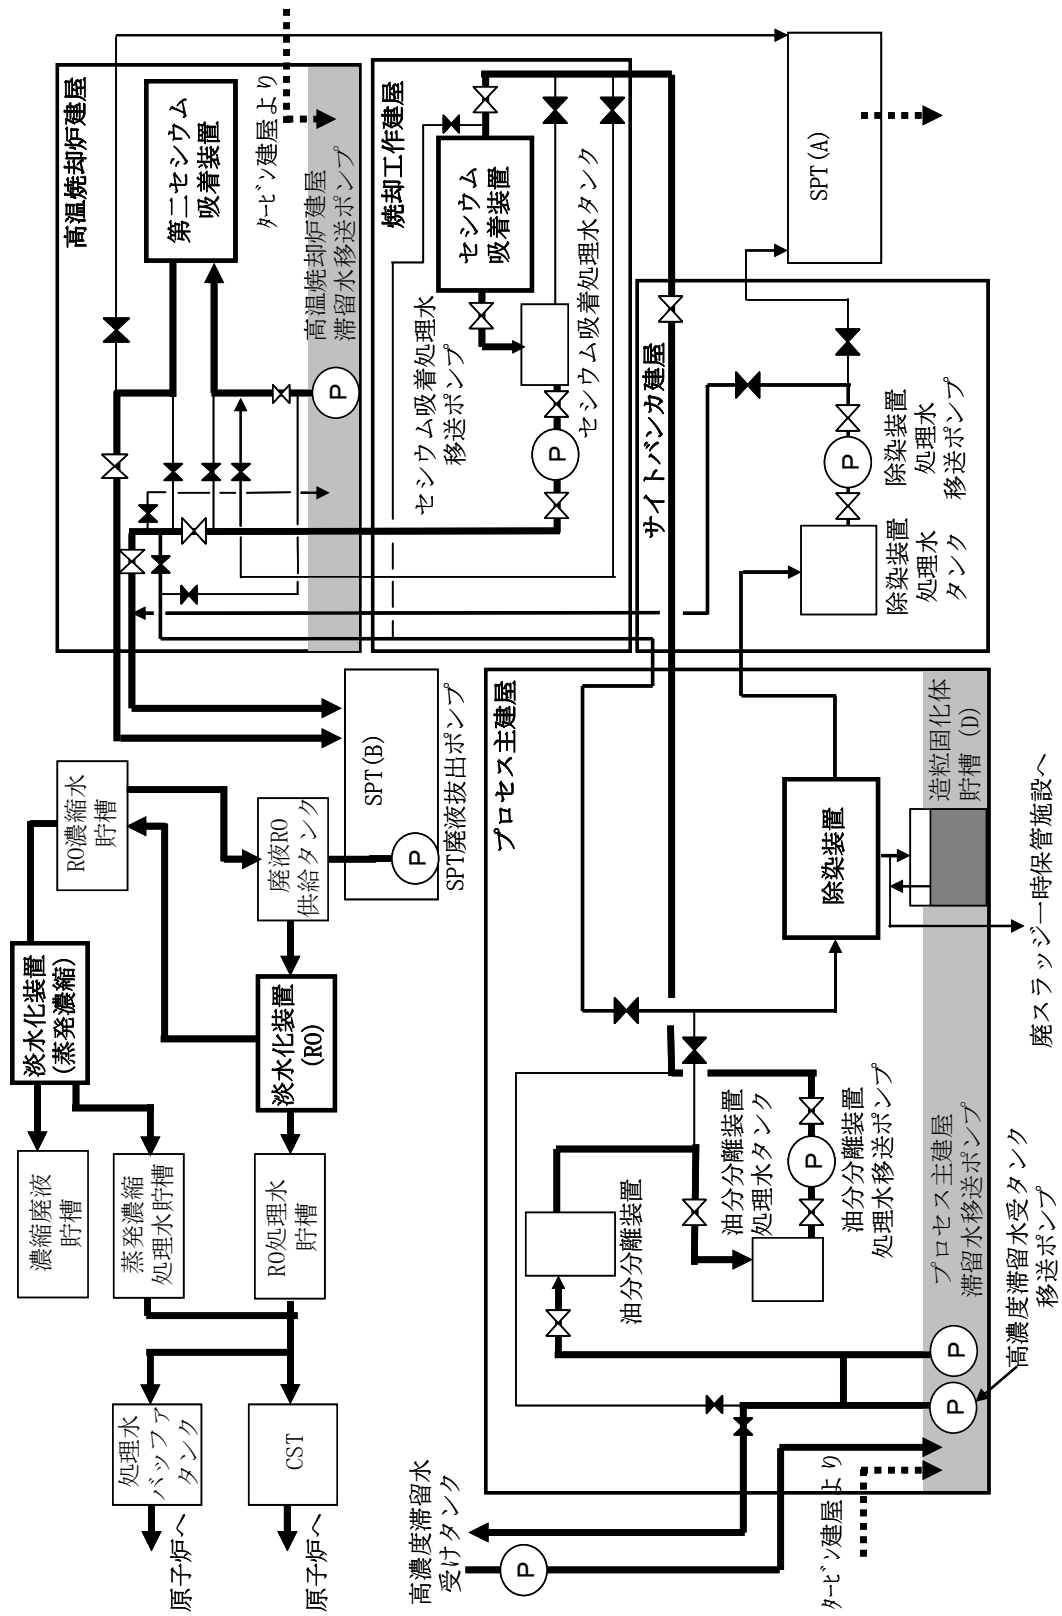 高温焼却炉建屋
第二セシウム
吸着装置
タービン建屋より
高温焼却炉建屋
滞留水移送ポンプ
P
焼却工作建屋
セシウム
吸着装置
セシウム吸着処理水タンク
セシウム吸着処理水
移送ポンプ
P
SPT(A)
サイトバンカ建屋
除染装置
処理水
移送ポンプ
P
除染装置
処理水
タンク
SPT(B)
SPT廃液抜出ポンプ
P
RO濃縮水
貯槽
廃液RO
供給タンク
淡水化装置
(蒸発濃縮)
淡水化装置
(RO)
濃縮廃液
貯槽
蒸発濃縮
処理水貯槽
RO処理水
貯槽
処理水
バッファ
タンク
CST
原子炉へ
原子炉へ
プロセス主建屋
除染装置
造粒固化体
貯槽(D)
廃スラッジ一時保管施設へ
油分分離装置
油分分離装置
処理水タンク
油分分離装置
処理水移送ポンプ
P
プロセス主建屋
滞留水移送ポンプ
P
P
高濃度滞留水受タンク
移送ポンプ
高濃度滞留水
受けタンク
P
タービン建屋より